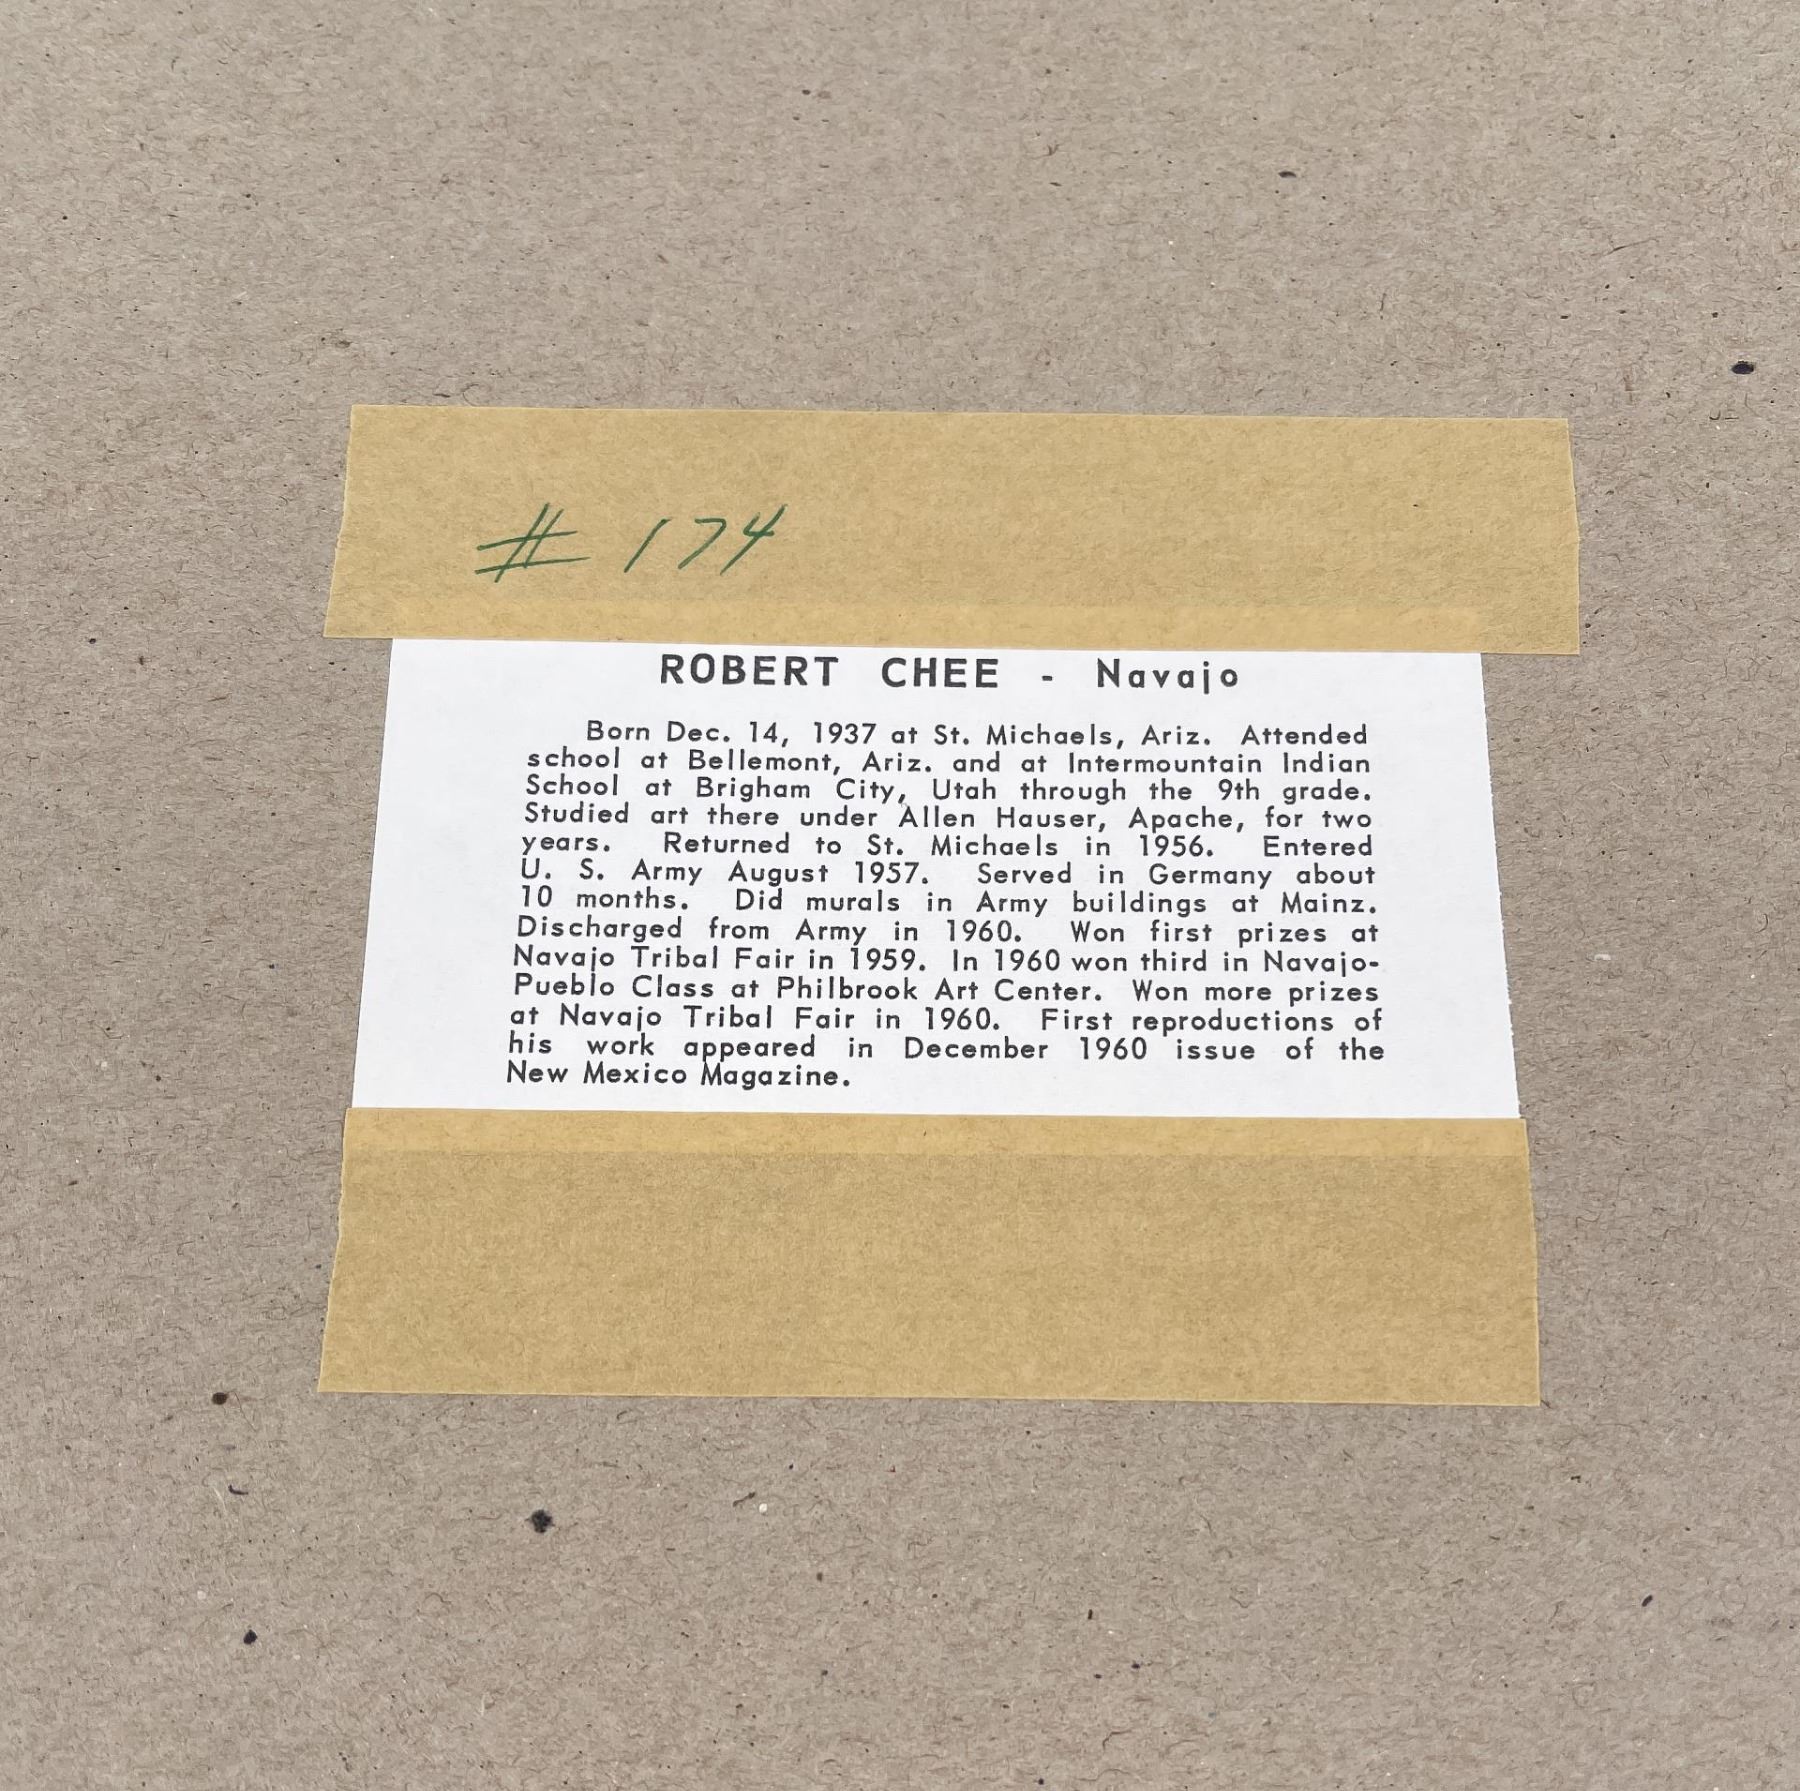 # 174
ROBERT CHEE - Navajo
Born Dec. 14, 1937 at St. Michaels, Ariz. Attended
school at Bellemont, Ariz. and at Intermountain Indian
School at Brigham City, Utah through the 9th grade.
Studied art there under Allen Hauser, Apache, for two
years. Returned to St. Michaels in 1956. Entered
U. S. Army August 1957. Served in Germany about
10 months. Did murals in Army buildings at Mainz.
Discharged from Army in 1960. Won first prizes at
Navajo Tribal Fair in 1959. In 1960 won third in Navajo-
Pueblo Class at Philbrook Art Center. Won more prizes
at Navajo Tribal Fair in 1960. First reproductions of
his work appeared in December 1960 issue of the
New Mexico Magazine.